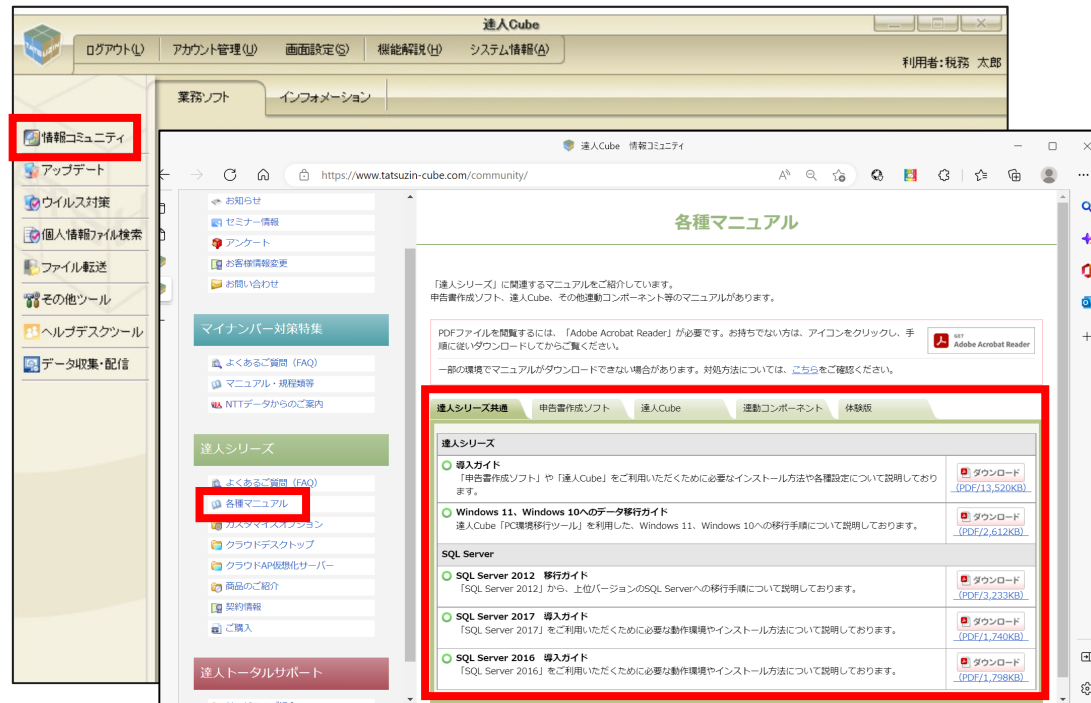 達人Cube
TATSUZIN
ログアウト(L)
アカウント管理(U)
画面設定(S)
機能解説(H)
システム情報(A)
利用者:税務 太郎
業務ソフト
インフォメーション
情報コミュニティ
アップデート
ウイルス対策
個人情報ファイル検索
ファイル転送
その他ツール
ヘルプデスクツール
データ収集・配信
達人Cube 情報コミュニティ
https://www.tatsuzin-cube.com/community/
お知らせ
セミナー情報
アンケート
お客様情報変更
お問い合わせ
マイナンバー対策特集
よくあるご質問（FAQ）
マニュアル・規程類等
NTTデータからのご案内
達人シリーズ
よくあるご質問（FAQ）
各種マニュアル
カスタマイズオプション
クラウドデスクトップ
クラウドAP仮想化サーバー
商品のご紹介
契約情報
ご購入
達人トータルサポート
各種マニュアル
「達人シリーズ」に関連するマニュアルをご紹介しています。
申告書作成ソフト、達人Cube、その他連動コンポーネント等のマニュアルがあります。
PDFファイルを閲覧するには、「Adobe Acrobat Reader」が必要です。お持ちでない方は、アイコンをクリックし、手
順に従いダウンロードしてからご覧ください。
GET
Adobe Acrobat Reader
一部の環境でマニュアルがダウンロードできない場合があります。対処方法については、こちらをご確認ください。
達人シリーズ共通
申告書作成ソフト
達人Cube
連動コンポーネント
体験版
達人シリーズ
導入ガイド
「申告書作成ソフト」や「達人Cube」をご利用いただくために必要なインストール方法や各種設定について説明しており
ます。
ダウンロード
（PDF/13,520KB）
Windows 11、Windows 10へのデータ移行ガイド
達人Cube「PC環境移行ツール」を利用した、Windows 11、Windows 10への移行手順について説明しております。
ダウンロード
（PDF/2,612KB）
SQL Server
SQL Server 2012 移行ガイド
「SQL Server 2012」から、上位バージョンのSQL Serverへの移行手順について説明しております。
ダウンロード
（PDF/3,233KB）
SQL Server 2017 導入ガイド
「SQL Server 2017」をご利用いただくために必要な動作環境やインストール方法について説明しております。
ダウンロード
（PDF/1,740KB）
SQL Server 2016 導入ガイド
「SQL Server 2016」をご利用いただくために必要な動作環境やインストール方法について説明しております。
ダウンロード
（PDF/1,798KB）